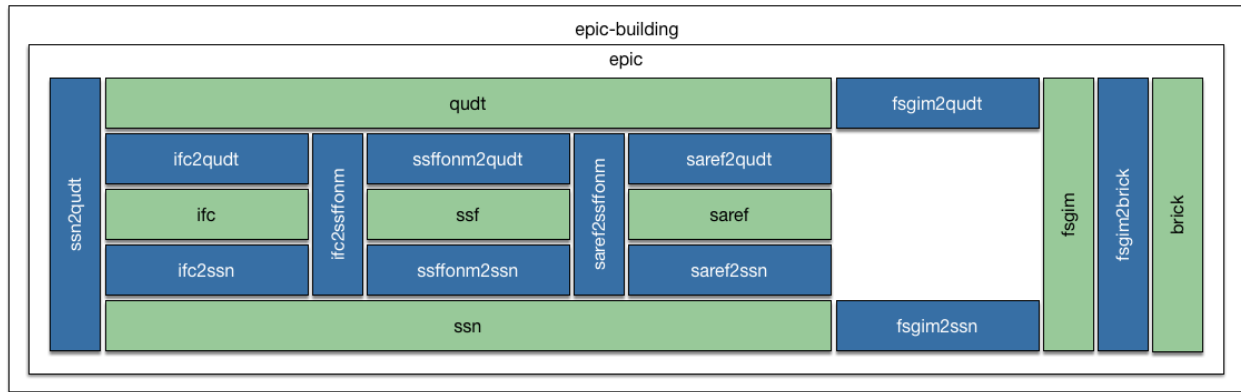 epic-building
epic
ssn2qudt
qudt
fsgim2qudt
fsgim
fsgim2brick
brick
ifc2qudt
ifc2ssffonm
ssffonm2qudt
saref2ssffonm
saref2qudt
ifc
ssf
saref
ifc2ssn
ssffonm2ssn
saref2ssn
ssn
fsgim2ssn